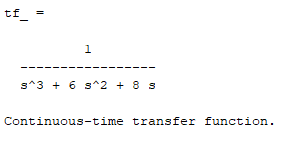 tf_ =
1
-----------------
s^3 + 6 s^2 + 8 s
Continuous-time transfer function.